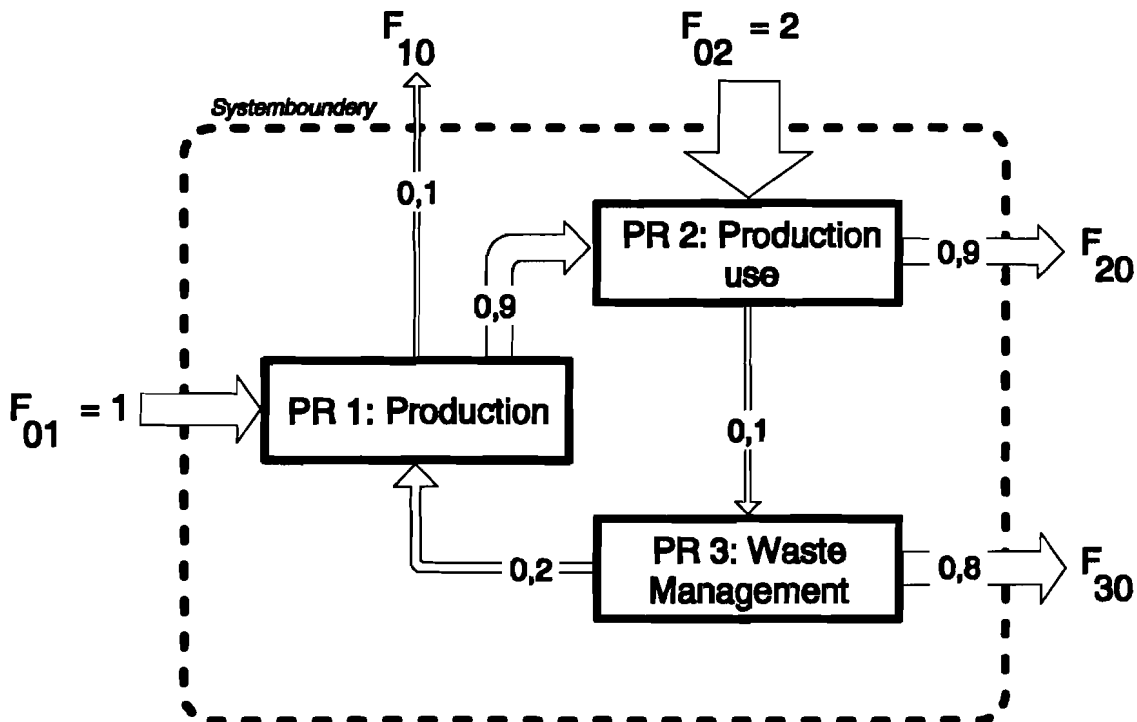 F10
F02 = 2
Systemboundery
0,1
PR 2: Production
use
0,9
F20
0,9
F01 = 1
PR 1: Production
0,1
PR 3: Waste
Management
0,2
0,8
F30